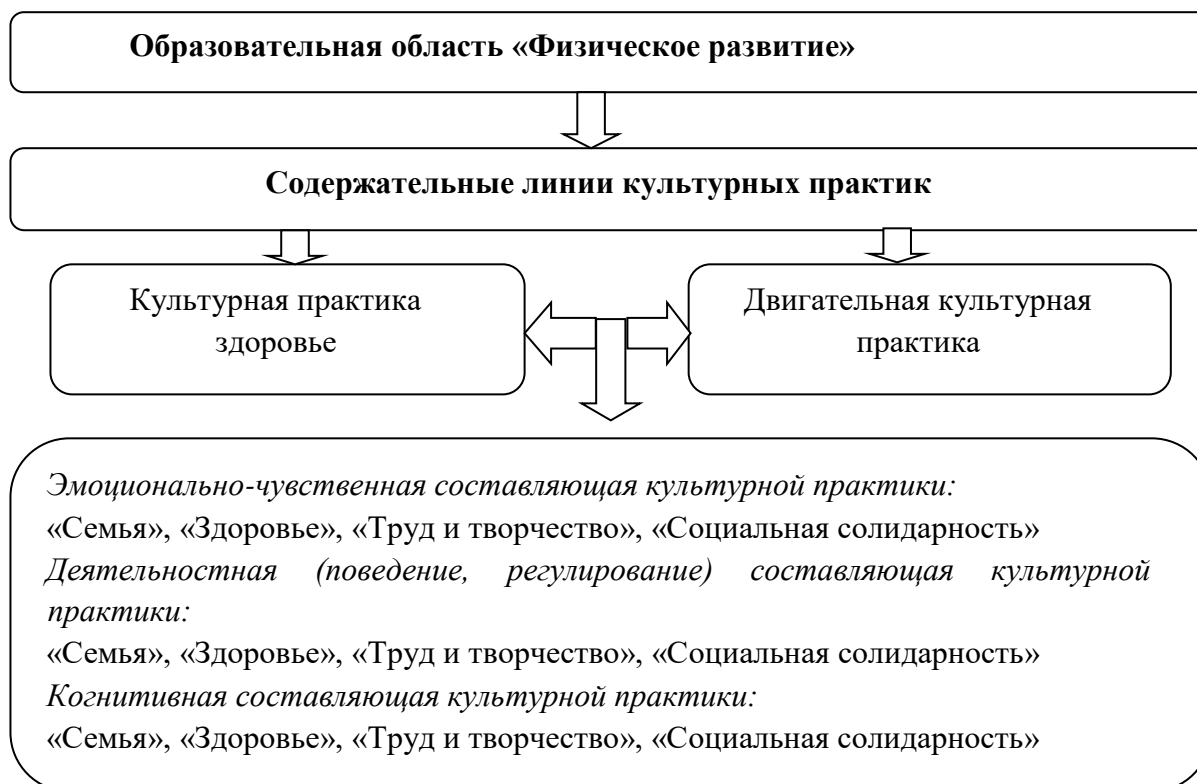 Образовательная область «Физическое развитие»
Содержательные линии культурных практик
Культурная практика
здоровье
Двигательная культурная
практика
Эмоционально-чувственная составляющая культурной практики:
«Семья», «Здоровье», «Труд и творчество», «Социальная солидарность»
Деятельностная (поведение, регулирование) составляющая культурной
практики:
«Семья», «Здоровье», «Труд и творчество», «Социальная солидарность»
Когнитивная составляющая культурной практики:
«Семья», «Здоровье», «Труд и творчество», «Социальная солидарность»